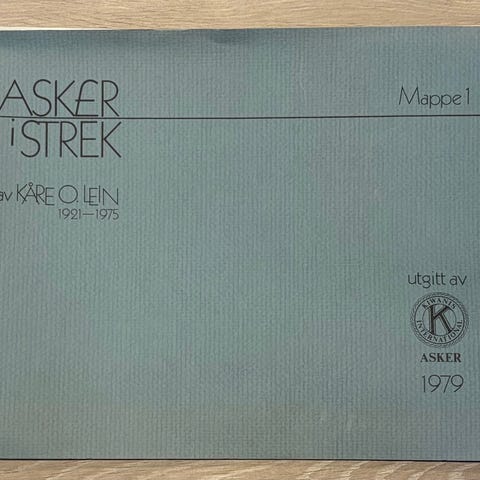 ASKER
i STREK
Mappe 1
av KÅRE O. LEIN
1921—1975
utgitt av
KIWANIS
K
INTERNATIONAL
ASKER
1979